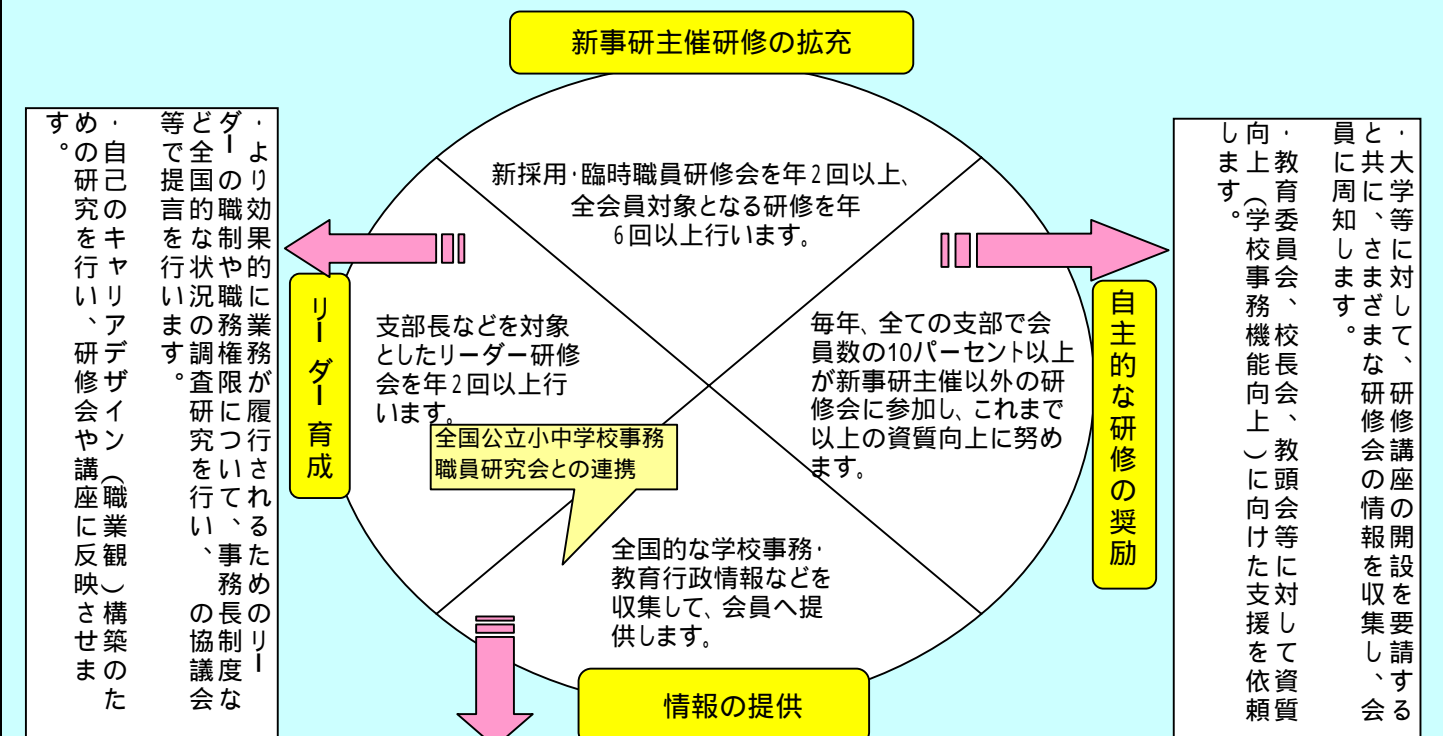 新事研主催研修の拡充
新採用・臨時職員研修会を年2回以上、
全会員対象となる研修を年
6回以上行います。
・より効果的に業務が履行されるためのリー
ダーの職制や職務権限について、事務長制度な
ど全国的な状況の調査研究を行い、　の協議会
等で提言を行います。
・自己のキャリアデザイン（職業観）構築のた
めの研究を行い、研修会や講座に反映させま
す。
リーダー育成
支部長などを対象
としたリーダー研修
会を年2回以上行
います。
全国公立小中学校事務
職員研究会との連携
毎年、全ての支部で会
員数の10パーセント以上
が新事研主催以外の研
修会に参加し、これまで
以上の資質向上に努め
ます。
自主的な研修の奨励
・大学等に対して、研修講座の開設を要請する
と共に、さまざまな研修会の情報を収集し、会
員に周知します。
・教育委員会、校長会、教頭会等に対して資質
向上（学校事務機能向上）に向けた支援を依頼
します。
全国的な学校事務・
教育行政情報などを
収集して、会員へ提
供します。
情報の提供